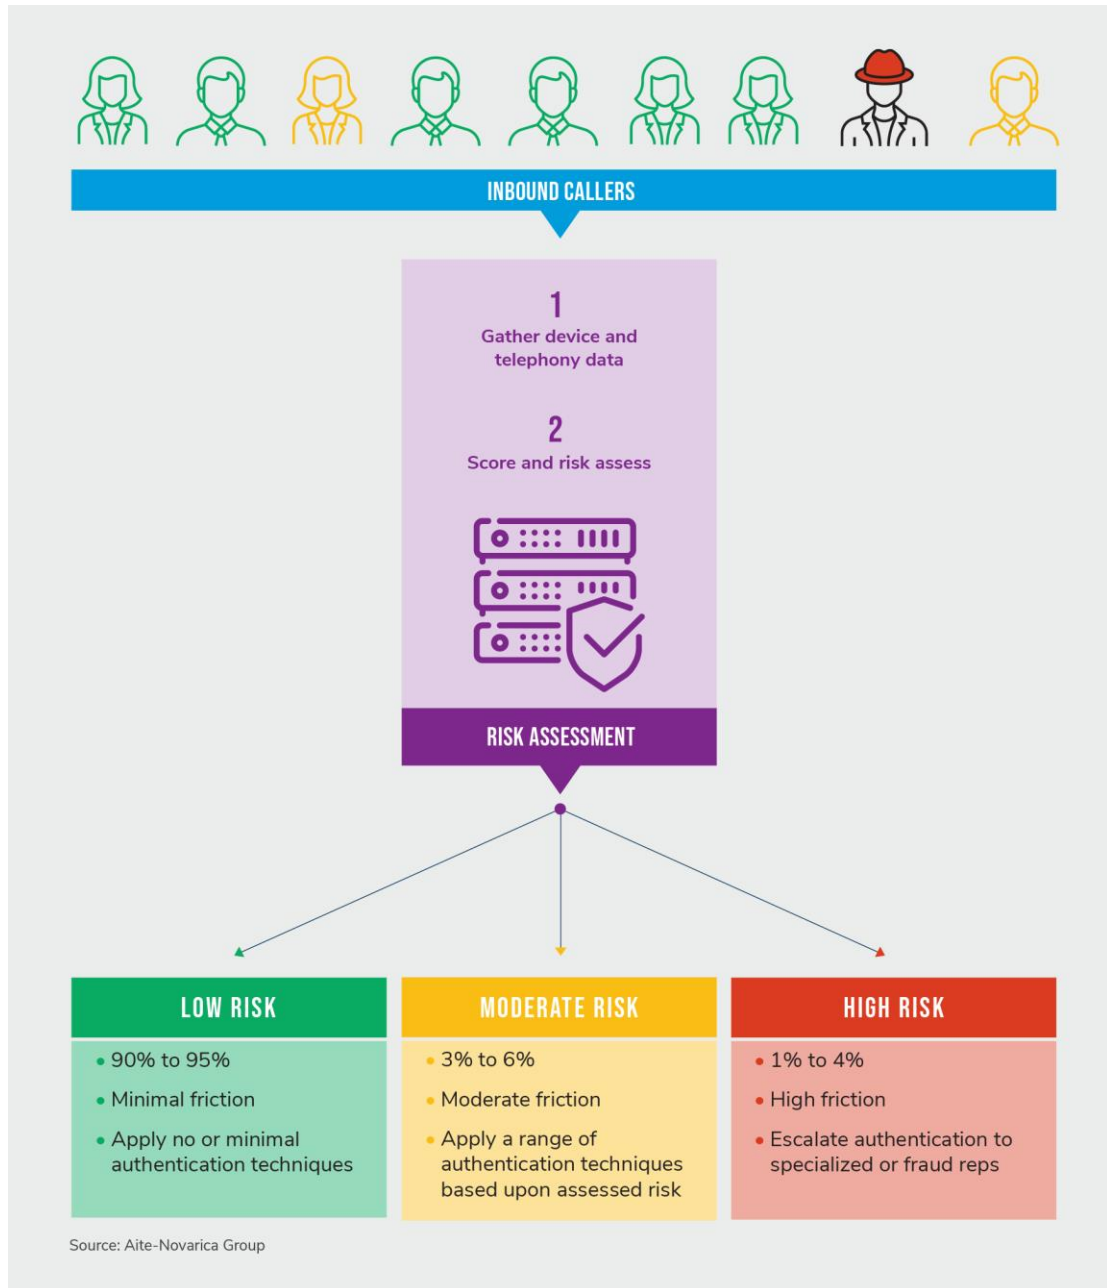 INBOUND CALLERS
1
Gather device and
telephony data
2
Score and risk assess
RISK ASSESSMENT
LOW RISK
• 90% to 95%
• Minimal friction
• Apply no or minimal
authentication techniques
MODERATE RISK
• 3% to 6%
• Moderate friction
• Apply a range of
authentication techniques
based upon assessed risk
HIGH RISK
• 1% to 4%
• High friction
• Escalate authentication to
specialized or fraud reps
Source: Aite-Novarica Group